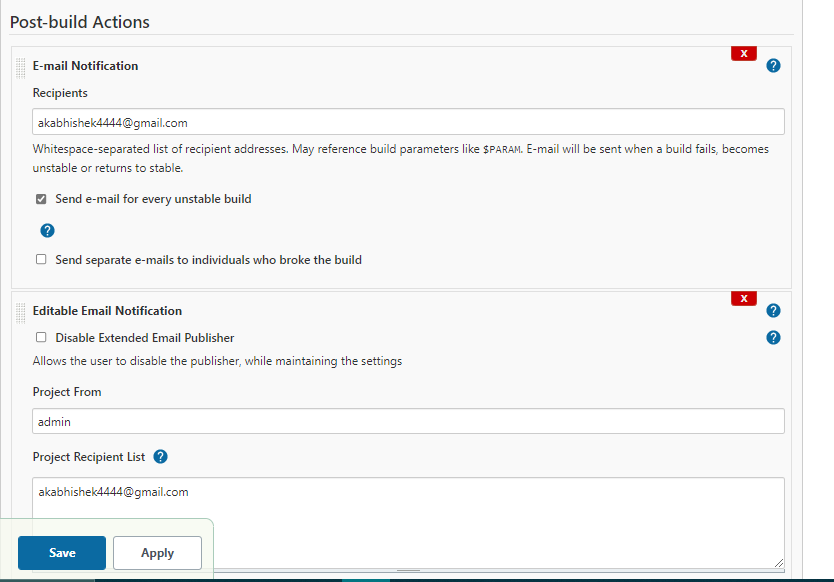 Post-build Actions
X
E-mail Notification
?
Recipients
akabhishek4444@gmail.com
Whitespace-separated list of recipient addresses. May reference build parameters like $PARAM. E-mail will be sent when a build fails, becomes
unstable or returns to stable.
Send e-mail for every unstable build
?
Send separate e-mails to individuals who broke the build
X
Editable Email Notification
?
Disable Extended Email Publisher
?
Allows the user to disable the publisher, while maintaining the settings
Project From
admin
Project Recipient List ?
akabhishek4444@gmail.com
Save Apply